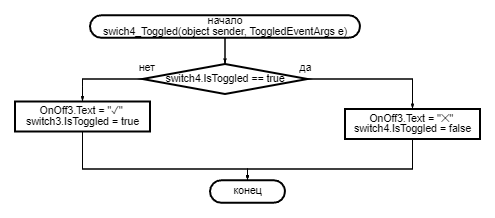 начало
swich4_Toggled(object sender, ToggledEventArgs e)
нет
switch4.IsToggled == true
да
OnOff3.Text = "✓"
switch3.IsToggled = true
OnOff3.Text = "╳"
switch4.IsToggled = false
конец